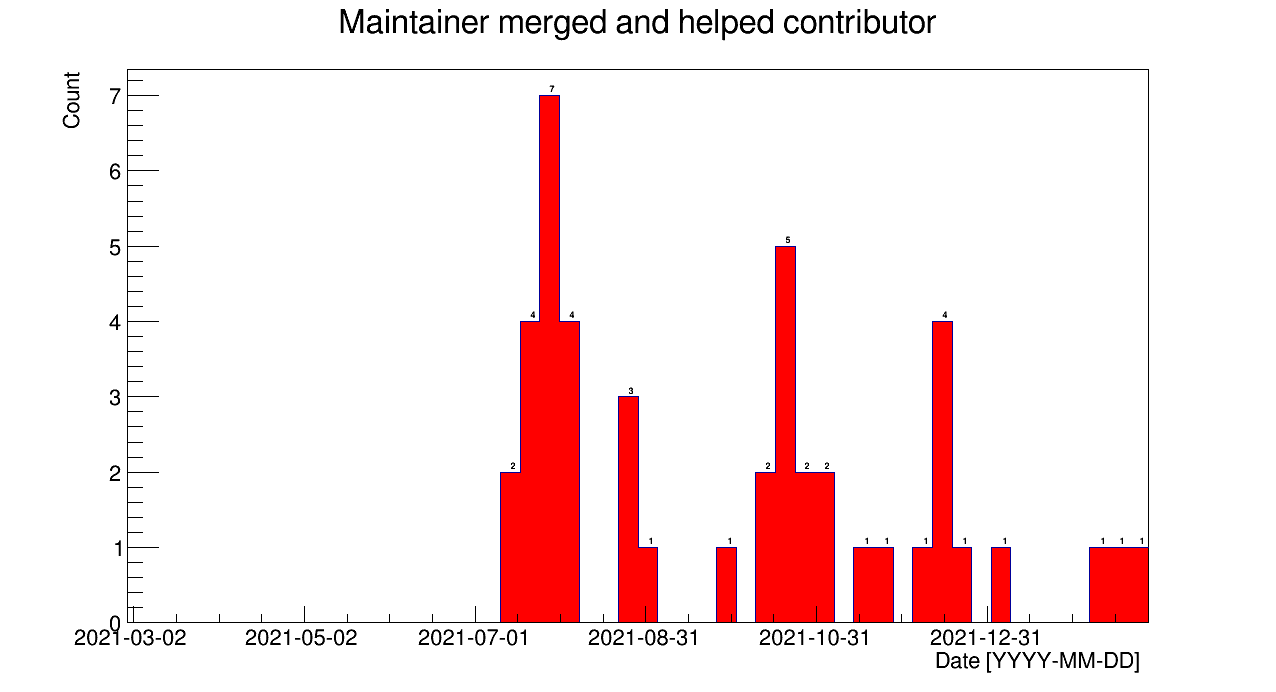 Maintainer merged and helped contributor
Count
7
6
5
4
3
2
1
0
7
5
4 4 4
3
2 2 2 2
1 1 1 1 1 1 1 1 1 1
2021-03-02 2021-05-02 2021-07-01 2021-08-31 2021-10-31 2021-12-31
Date [YYYY-MM-DD]